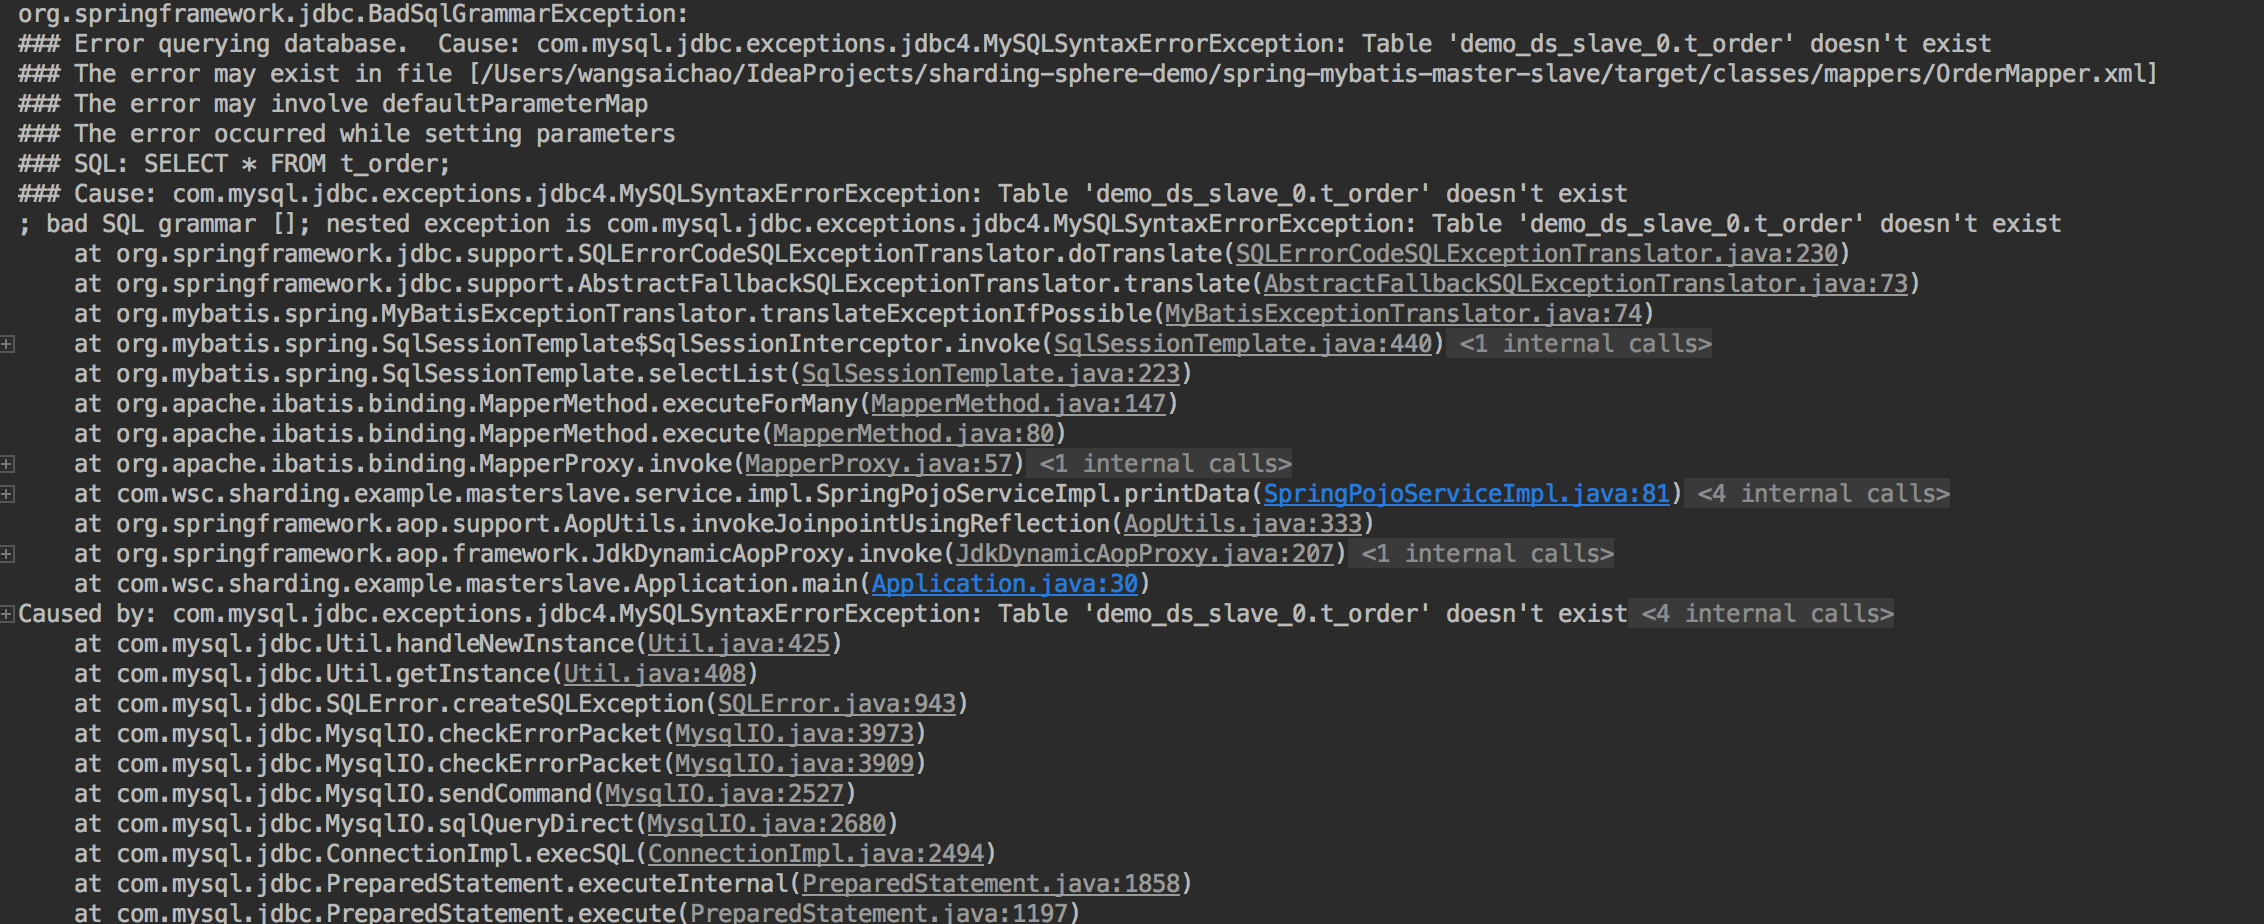 org.springframework.jdbc.BadSqlGrammarException:
### Error querying database.  Cause: com.mysql.jdbc.exceptions.jdbc4.MySQLSyntaxErrorException: Table 'demo_ds_slave_0.t_order' doesn't exist
### The error may exist in file [/Users/wangsaichao/IdeaProjects/sharding-sphere-demo/spring-mybatis-master-slave/target/classes/mappers/OrderMapper.xml]
### The error may involve defaultParameterMap
### The error occurred while setting parameters
### SQL: SELECT * FROM t_order;
### Cause: com.mysql.jdbc.exceptions.jdbc4.MySQLSyntaxErrorException: Table 'demo_ds_slave_0.t_order' doesn't exist
; bad SQL grammar []; nested exception is com.mysql.jdbc.exceptions.jdbc4.MySQLSyntaxErrorException: Table 'demo_ds_slave_0.t_order' doesn't exist
    at org.springframework.jdbc.support.SQLErrorCodeSQLExceptionTranslator.doTranslate(SQLErrorCodeSQLExceptionTranslator.java:230)
    at org.springframework.jdbc.support.AbstractFallbackSQLExceptionTranslator.translate(AbstractFallbackSQLExceptionTranslator.java:73)
    at org.mybatis.spring.MyBatisExceptionTranslator.translateExceptionIfPossible(MyBatisExceptionTranslator.java:74)
    at org.mybatis.spring.SqlSessionTemplate$SqlSessionInterceptor.invoke(SqlSessionTemplate.java:440) <1 internal calls>
    at org.mybatis.spring.SqlSessionTemplate.selectList(SqlSessionTemplate.java:223)
    at org.apache.ibatis.binding.MapperMethod.executeForMany(MapperMethod.java:147)
    at org.apache.ibatis.binding.MapperMethod.execute(MapperMethod.java:80)
    at org.apache.ibatis.binding.MapperProxy.invoke(MapperProxy.java:57) <1 internal calls>
    at com.wsc.sharding.example.masterslave.service.impl.SpringPojoServiceImpl.printData(SpringPojoServiceImpl.java:81) <4 internal calls>
    at org.springframework.aop.support.AopUtils.invokeJoinpointUsingReflection(AopUtils.java:333)
    at org.springframework.aop.framework.JdkDynamicAopProxy.invoke(JdkDynamicAopProxy.java:207) <1 internal calls>
    at com.wsc.sharding.example.masterslave.Application.main(Application.java:30)
Caused by: com.mysql.jdbc.exceptions.jdbc4.MySQLSyntaxErrorException: Table 'demo_ds_slave_0.t_order' doesn't exist <4 internal calls>
    at com.mysql.jdbc.Util.handleNewInstance(Util.java:425)
    at com.mysql.jdbc.Util.getInstance(Util.java:408)
    at com.mysql.jdbc.SQLError.createSQLException(SQLError.java:943)
    at com.mysql.jdbc.MysqlIO.checkErrorPacket(MysqlIO.java:3973)
    at com.mysql.jdbc.MysqlIO.checkErrorPacket(MysqlIO.java:3909)
    at com.mysql.jdbc.MysqlIO.sendCommand(MysqlIO.java:2527)
    at com.mysql.jdbc.MysqlIO.sqlQueryDirect(MysqlIO.java:2680)
    at com.mysql.jdbc.ConnectionImpl.execSQL(ConnectionImpl.java:2494)
    at com.mysql.jdbc.PreparedStatement.executeInternal(PreparedStatement.java:1858)
    at com.mysql.jdbc.PreparedStatement.execute(PreparedStatement.java:1197)